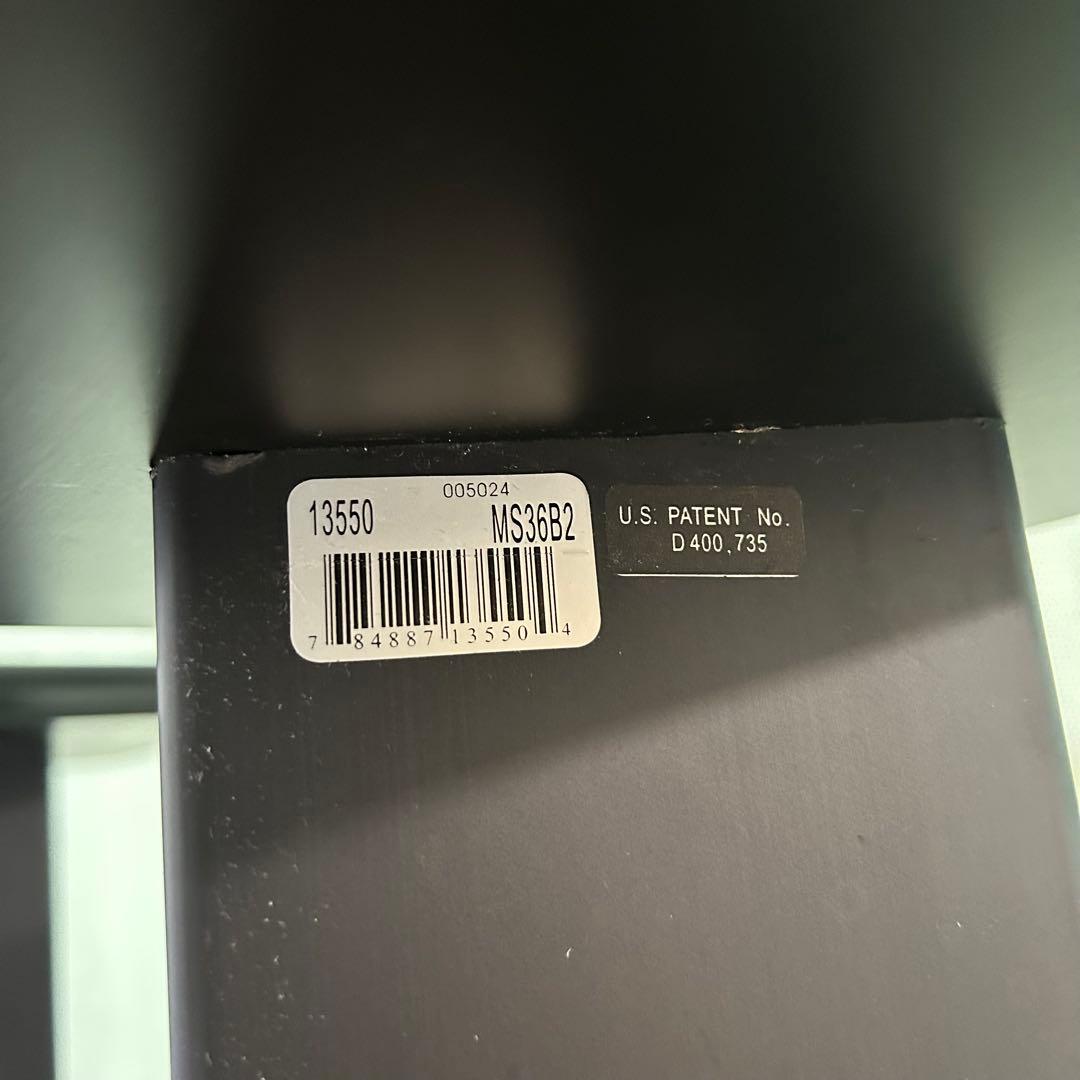 005024
13550 MS36B2
7 84887 13550 4
U.S. PATENT No.
D400,735